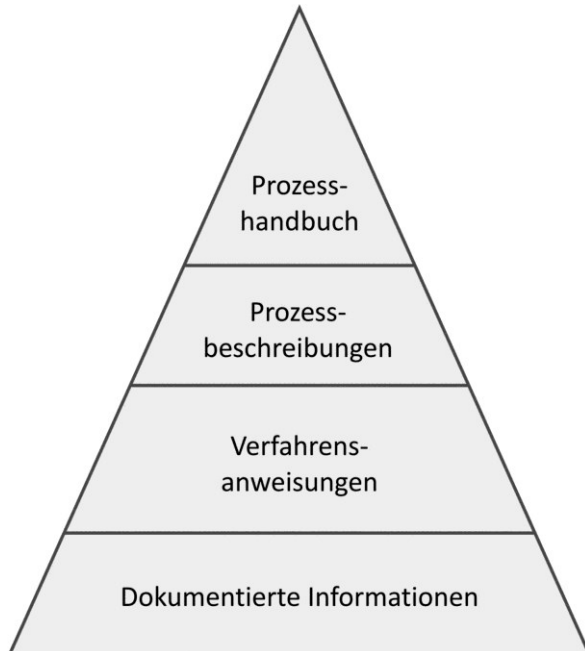 Prozess-
handbuch
Prozess-
beschreibungen
Verfahrens-
anweisungen
Dokumentierte Informationen